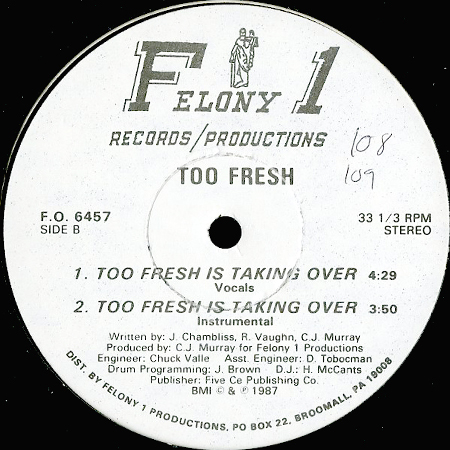 FELONY 1
RECORDS/PRODUCTIONS
108
109
TOO FRESH
F.O. 6457
SIDE B
33 1/3 RPM
STEREO
1. TOO FRESH IS TAKING OVER 4:29
Vocals
2. TOO FRESH IS TAKING OVER 3:50
Instrumental
Written by: J. Chambliss, R. Vaughn, C.J. Murray
Produced by: C.J. Murray for Felony 1 Productions
Engineer: Chuck Valle Asst. Engineer: D. Tobocman
Drum Programming: J. Brown D.J.: H. McCants
Publisher: Five Ce Publishing Co.
BMI © & ℗ 1987
DIST. BY FELONY 1 PRODUCTIONS, PO BOX 22, BROOMALL, PA 19008